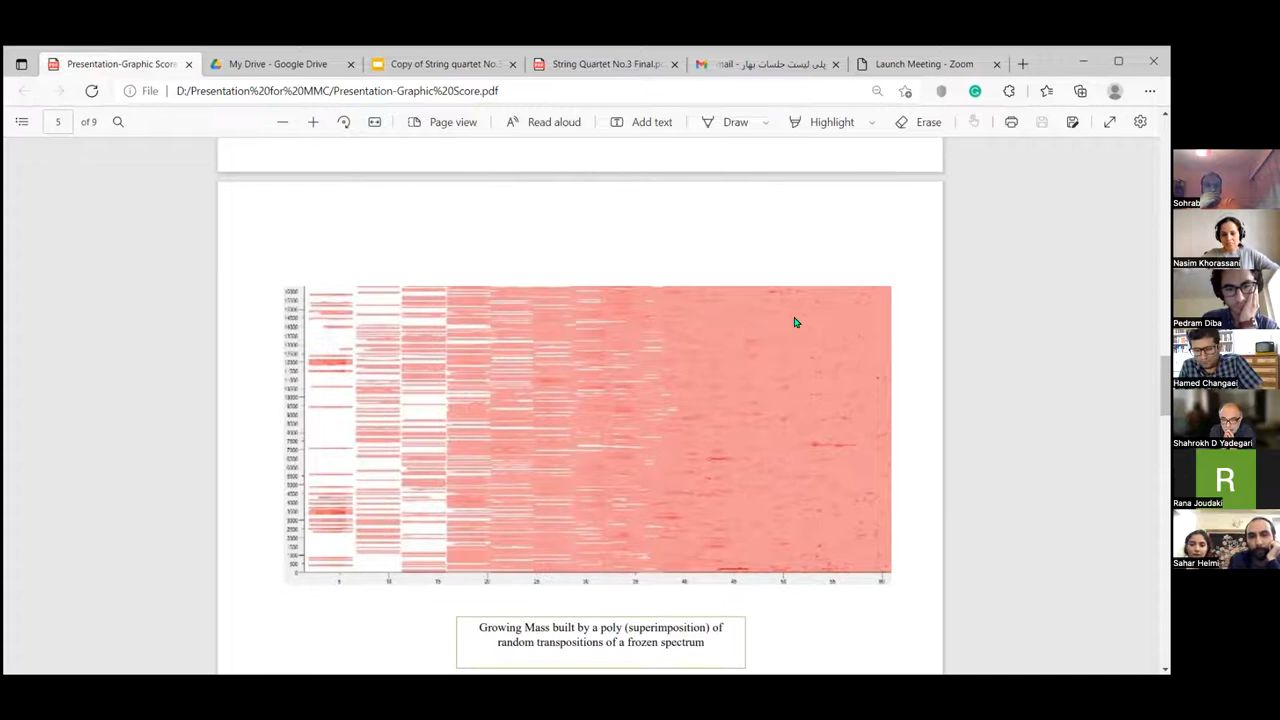 Presentation-Graphic Score
My Drive - Google Drive
Copy of String quartet No.3
String Quartet No.3 Final.p
mail - پلی لیست جلسات بهار
Launch Meeting - Zoom
File
D:/Presentation%20for%20MMC/Presentation-Graphic%20Score.pdf
5 of 9
Page view
Read aloud
Add text
Draw
Highlight
Erase
Growing Mass built by a poly (superimposition) of
random transpositions of a frozen spectrum
Sohrab
Nasim Khorassani
Pedram Diba
Hamed Changaei
Shahrokh D Yadegari
R
Rana Joudaki
Sahar Helmi